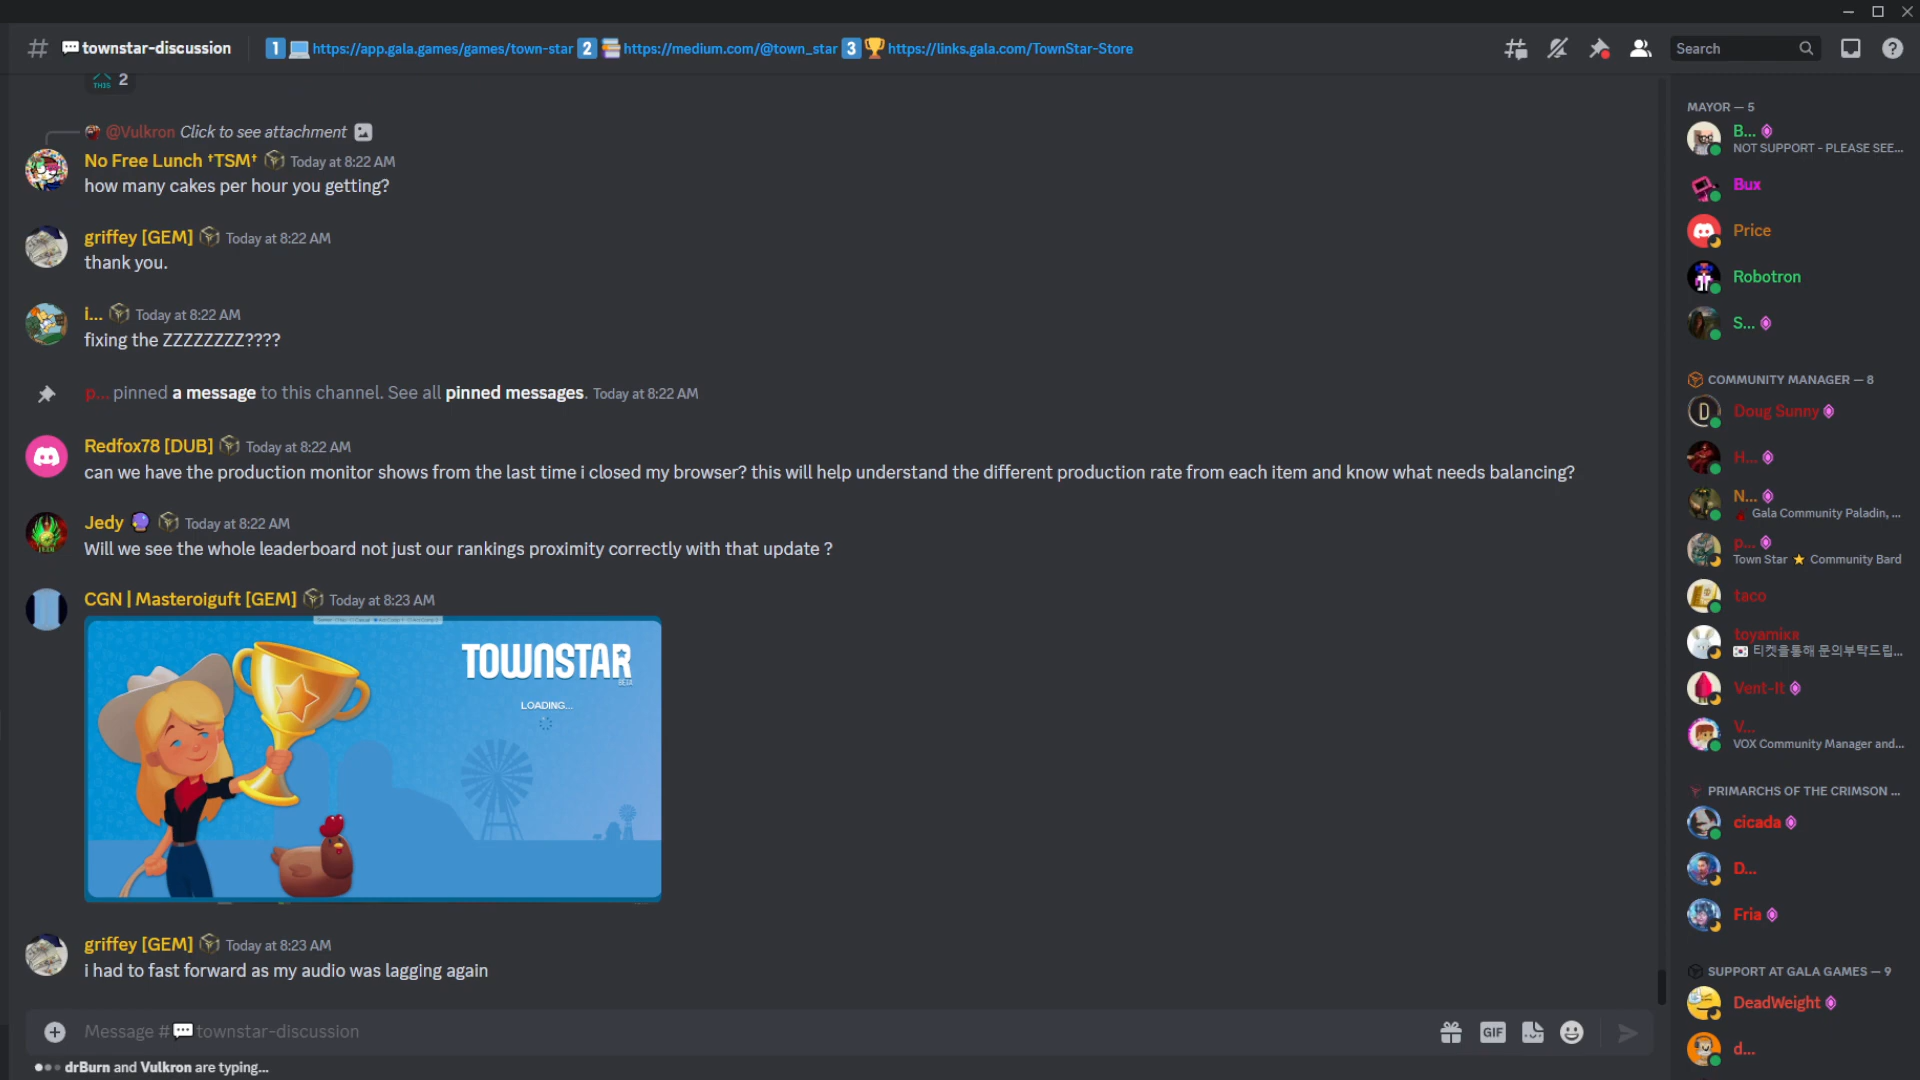 townstar-discussion
1 https://app.gala.games/games/town-star 2 https://medium.com/@town_star 3 https://links.gala.com/TownStar-Store
Search
THIS 2
@Vulkron Click to see attachment
No Free Lunch †TSM† Today at 8:22 AM
how many cakes per hour you getting?
griffey [GEM] Today at 8:22 AM
thank you.
i... Today at 8:22 AM
fixing the ZZZZZZZZ????
p... pinned a message to this channel. See all pinned messages. Today at 8:22 AM
Redfox78 [DUB] Today at 8:22 AM
can we have the production monitor shows from the last time i closed my browser? this will help understand the different production rate from each item and know what needs balancing?
Jedy Today at 8:22 AM
Will we see the whole leaderboard not just our rankings proximity correctly with that update ?
CGN | Masteroiguft [GEM] Today at 8:23 AM
TOWNSTAR
BETA
LOADING...
griffey [GEM] Today at 8:23 AM
i had to fast forward as my audio was lagging again
Message # townstar-discussion
GIF
drBurn and Vulkron are typing...
MAYOR — 5
B...
NOT SUPPORT - PLEASE SEE...
Bux
Price
Robotron
S...
COMMUNITY MANAGER — 8
D
Doug Sunny
H...
N...
Gala Community Paladin, ...
p...
Town Star ⭐ Community Bard
taco
toyamikr
🇰🇷 티켓을통해 문의부탁드립...
Vent-It
V...
VOX Community Manager and...
PRIMARCHS OF THE CRIMSON ...
cicada
D...
Fria
SUPPORT AT GALA GAMES — 9
DeadWeight
d...